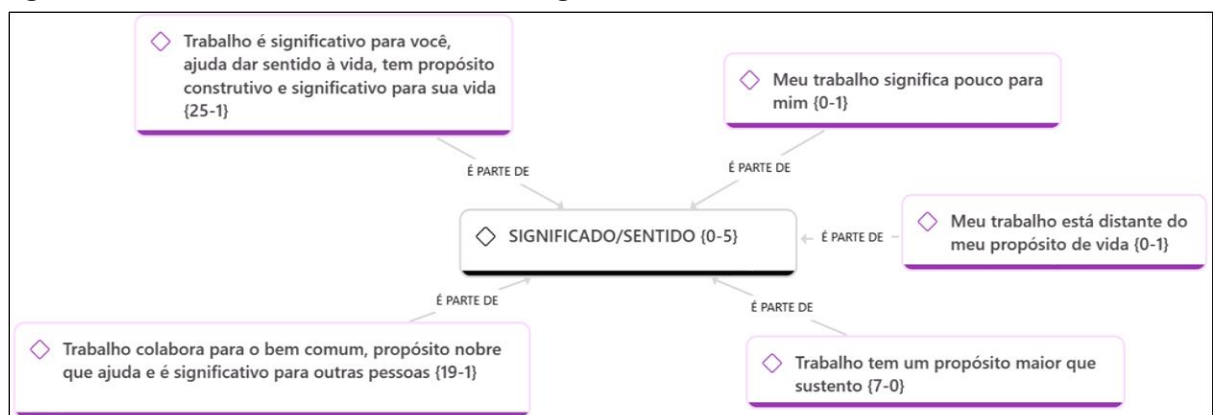 Trabalho é significativo para você,
ajuda dar sentido à vida, tem propósito
construtivo e significativo para sua vida
{25-1}
Meu trabalho significa pouco para
mim {0-1}
É PARTE DE
É PARTE DE
SIGNIFICADO/SENTIDO {0-5}
É PARTE DE
Meu trabalho está distante do
meu propósito de vida {0-1}
É PARTE DE
É PARTE DE
Trabalho colabora para o bem comum, propósito nobre
que ajuda e é significativo para outras pessoas {19-1}
Trabalho tem um propósito maior que
sustento {7-0}